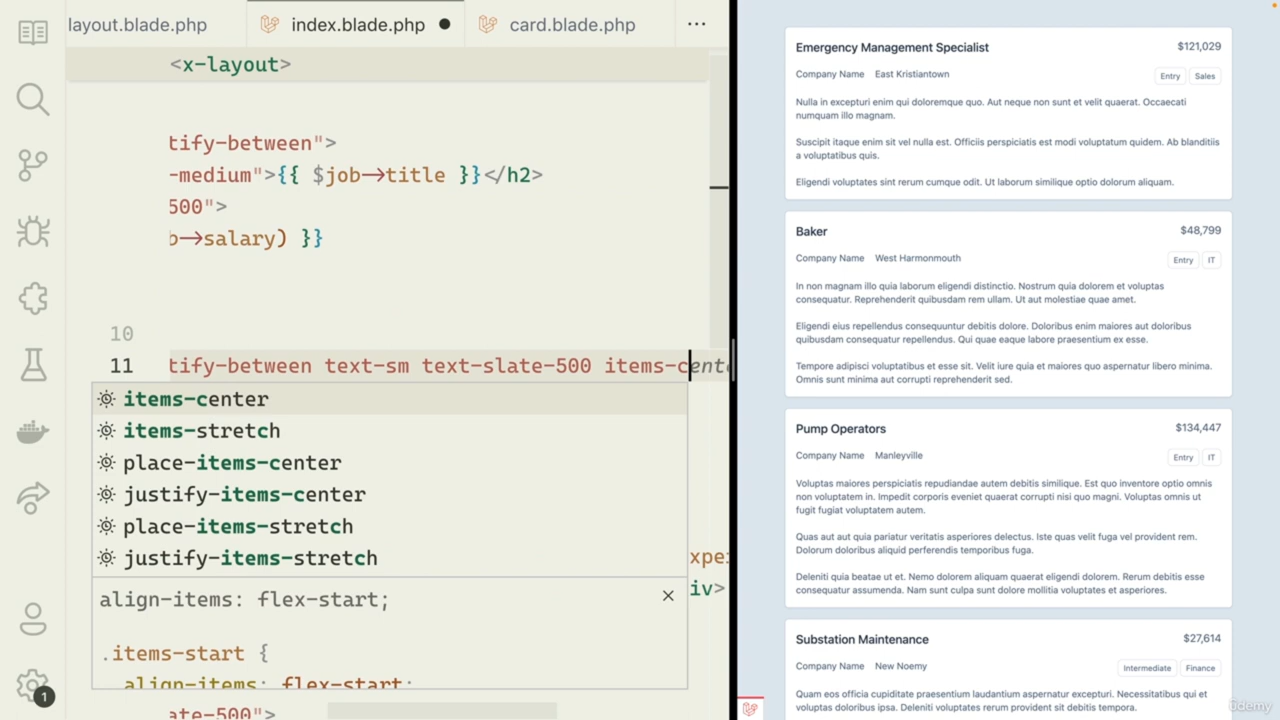 layout.blade.php
index.blade.php
card.blade.php
<x-layout>
tify-between">
-medium">{{ $job->title }}</h2>
500">
b->salary) }}
10
11
tify-between text-sm text-slate-500 items-cent
items-center
items-stretch
place-items-center
justify-items-center
place-items-stretch
justify-items-stretch
xpe
iv>
align-items: flex-start;
.items-start {
align-items: flex-start;
ate-500">
1
Emergency Management Specialist
$121,029
Company Name East Kristiantown
Entry Sales
Nulla in excepturi enim qui doloremque quo. Aut neque non sunt et velit quaerat. Occaecati
numquam illo magnam.
Suscipit itaque enim sit vel nulla est. Officiis perspiciatis est modi voluptatum quidem. Ab blanditiis
a voluptatibus quis.
Eligendi voluptates sint rerum cumque odit. Ut laborum similique optio dolorum aliquam.
Baker
$48,799
Company Name West Harmonmouth
Entry IT
In non magnam illo quia laborum eligendi distinctio. Nostrum quia dolorem et voluptas
consequatur. Reprehenderit quibusdam rem ullam. Ut aut molestiae quae amet.
Eligendi eius repellendus consequuntur debitis dolore. Doloribus enim maiores aut doloribus
quibusdam consequatur repellendus. Qui quae eaque labore praesentium ex esse.
Tempore adipisci voluptatibus et esse sit. Velit iure quia et maiores quo aspernatur libero minima.
Omnis sunt minima aut corrupti reprehenderit sed.
Pump Operators
$134,447
Company Name Manleyville
Entry IT
Voluptas maiores perspiciatis repudiandae autem debitis similique. Est quo inventore optio omnis
non voluptatem in. Impedit corporis eveniet quaerat corrupti nisi quo magni. Voluptas omnis ut
fugit fugiat voluptatem autem.
Quas aut aut quia pariatur veritatis asperiores delectus. Iste quas velit fuga vel provident rem.
Dolorum doloribus aliquid perferendis temporibus fuga.
Deleniti quia beatae ut et. Nemo dolorem aliquam quaerat eligendi dolorem. Rerum debitis esse
consequatur assumenda. Nam sunt culpa sunt dolore mollitia voluptates et asperiores.
Substation Maintenance
$27,614
Company Name New Noemy
Intermediate Finance
Quam eos officia cupiditate praesentium laudantium aspernatur excepturi. Necessitatibus qui et
voluptas doloribus ipsa. Deleniti voluptates rerum provident sit debitis tempora.
ûdemy